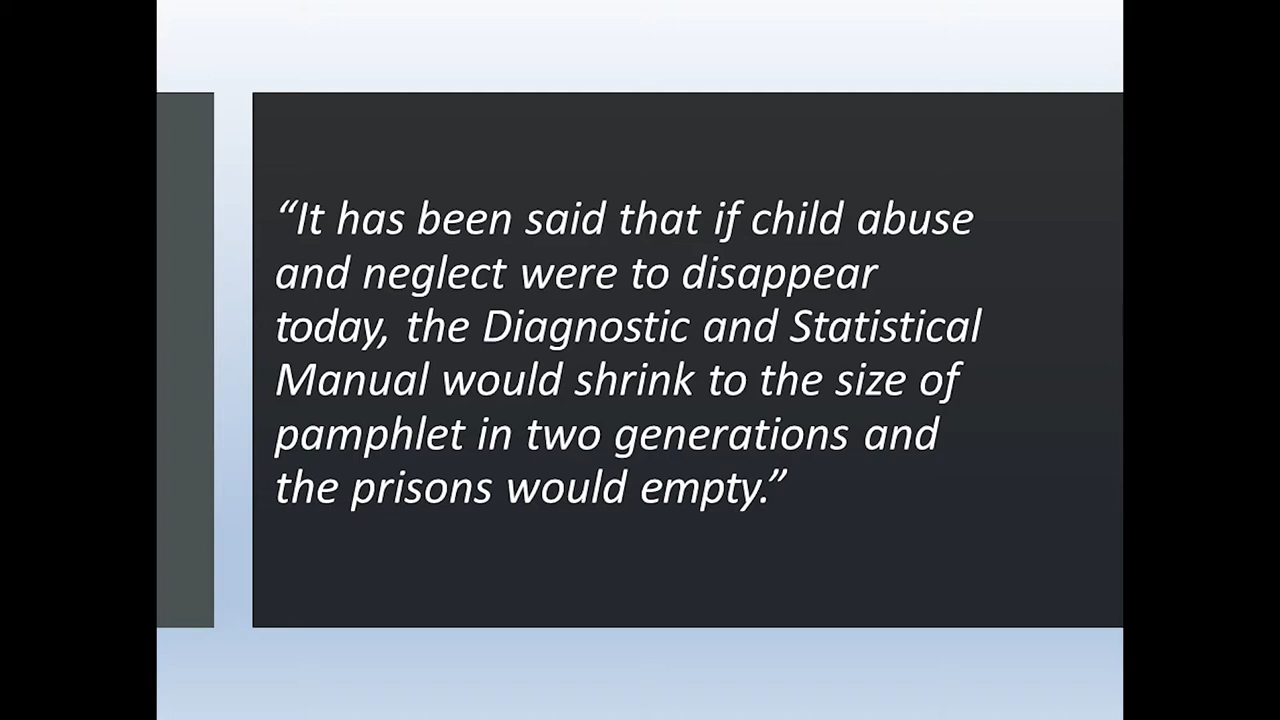 “It has been said that if child abuse
and neglect were to disappear
today, the Diagnostic and Statistical
Manual would shrink to the size of
pamphlet in two generations and
the prisons would empty.”